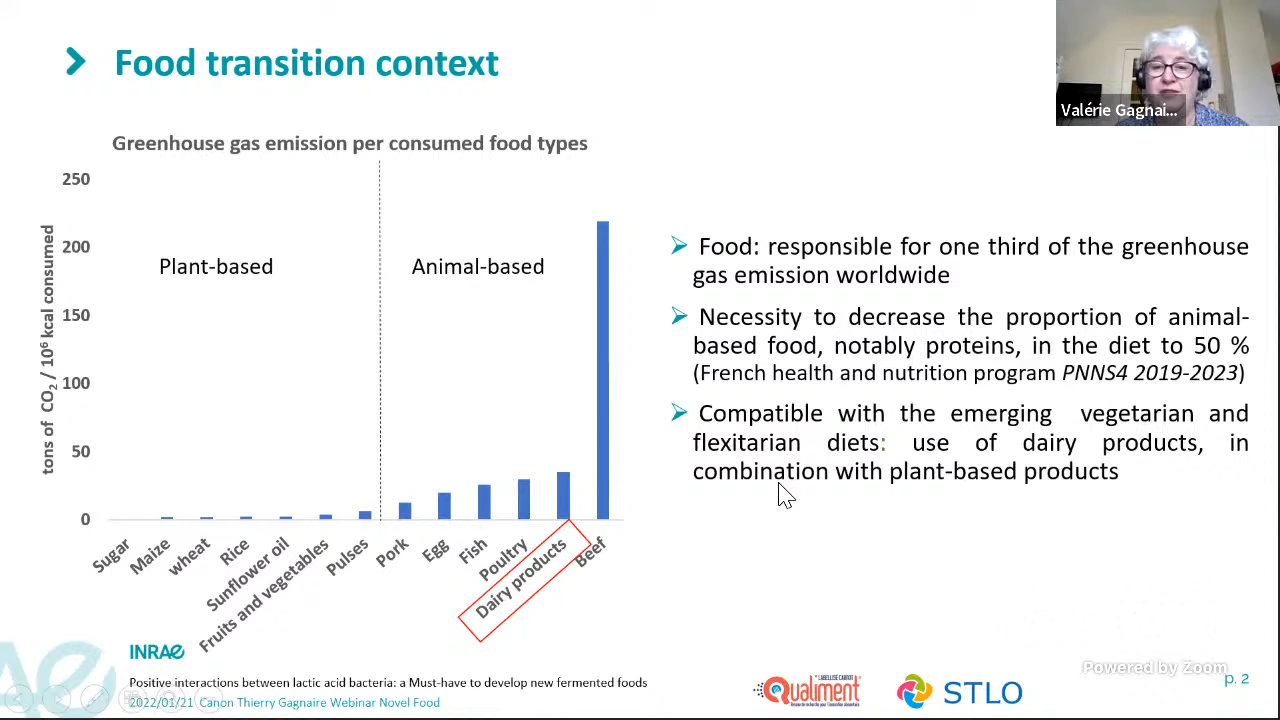 Food transition context
Valérie Gagnai...
Greenhouse gas emission per consumed food types
250
200
150
100
50
0
tons of CO₂ / 10⁶ kcal consumed
Plant-based
Animal-based
Sugar
Maize
wheat
Rice
Sunflower oil
Fruits and vegetables
Pulses
Pork
Egg
Fish
Poultry
Dairy products
Beef
Food: responsible for one third of the greenhouse
gas emission worldwide
Necessity to decrease the proportion of animal-
based food, notably proteins, in the diet to 50 %
(French health and nutrition program PNNS4 2019-2023)
Compatible with the emerging vegetarian and
flexitarian diets: use of dairy products, in
combination with plant-based products
INRAE
Positive interactions between lactic acid bacteria: a Must-have to develop new fermented foods
2022/01/21 Canon Thierry Gagnaire Webinar Novel Food
LABELLISÉ CARNOT
Qualiment
STLO
Powered by Zoom
p. 2